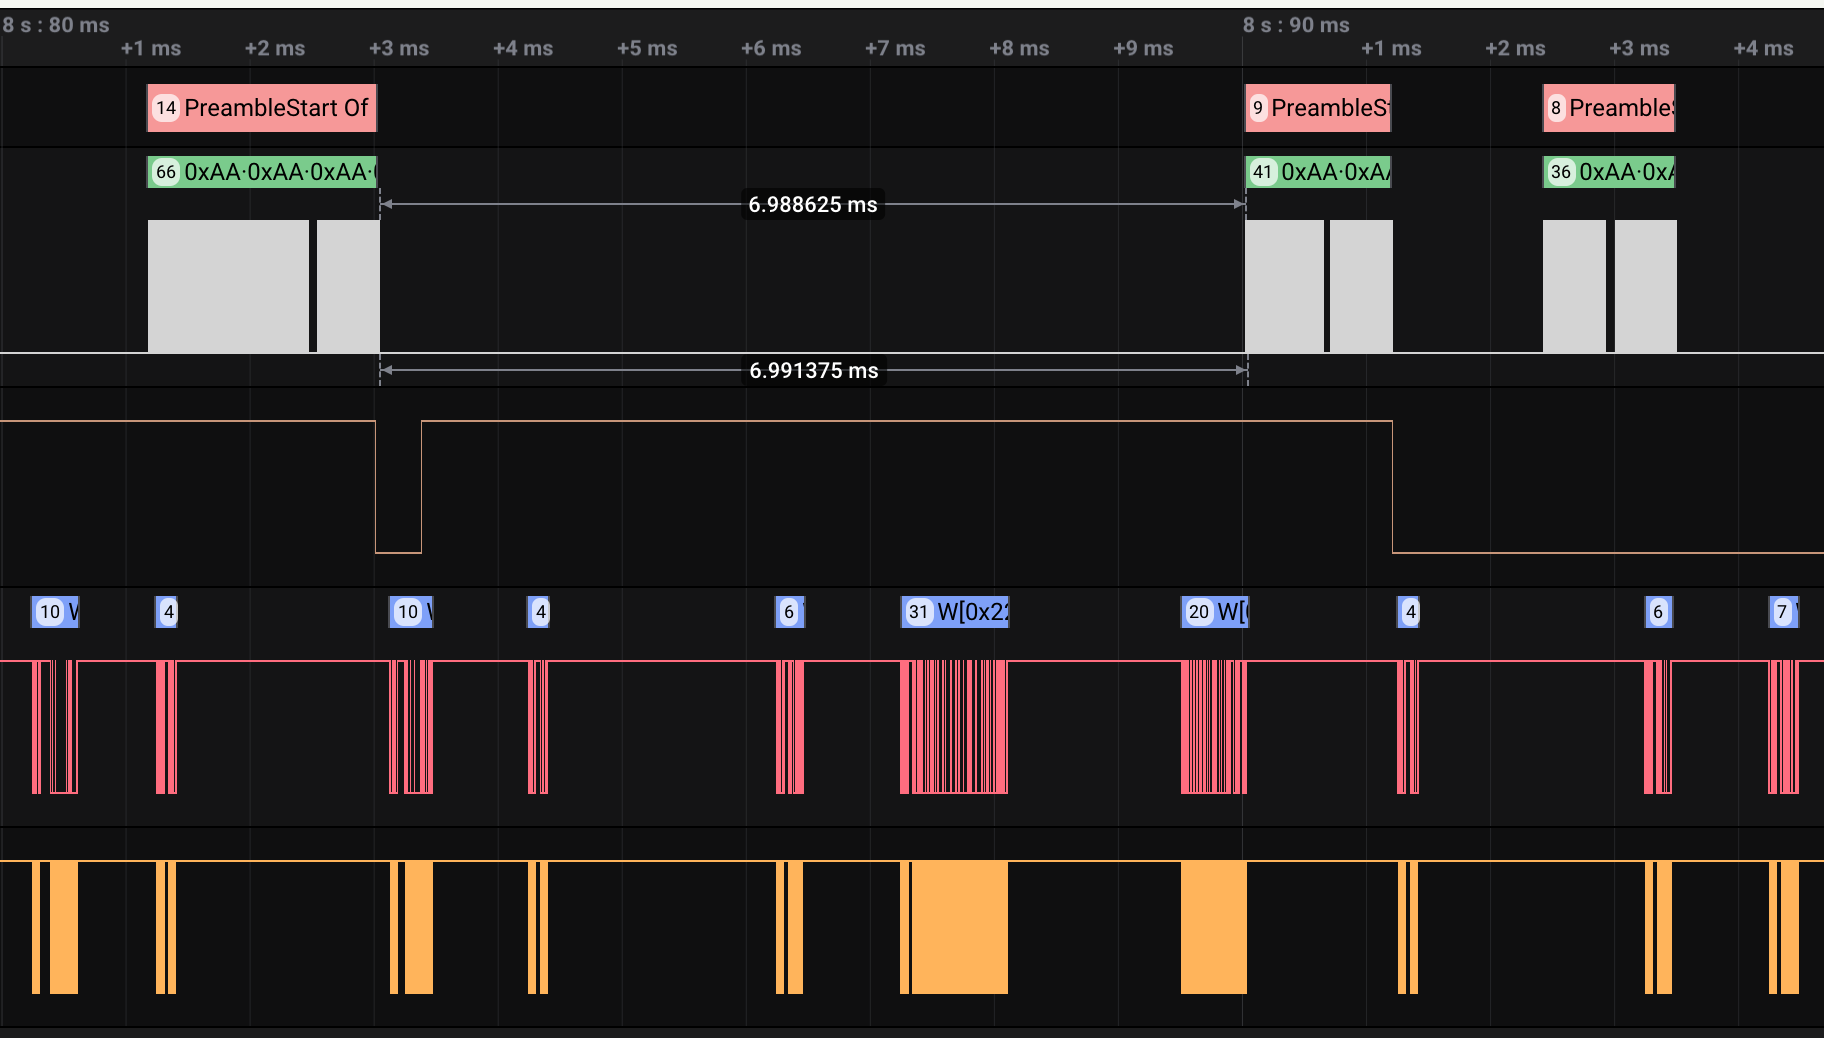 8 s : 80 ms
8 s : 90 ms
+1 ms +2 ms +3 ms +4 ms +5 ms +6 ms +7 ms +8 ms +9 ms +1 ms +2 ms +3 ms +4 ms
14 PreambleStart Of
9 PreambleSt
8 Preamble
66 0xAA·0xAA·0xAA·
41 0xAA·0xAA
36 0xAA·0xA
6.988625 ms
6.991375 ms
10 W
4
10
4
6
31 W[0x22
20 W[
4
6
7